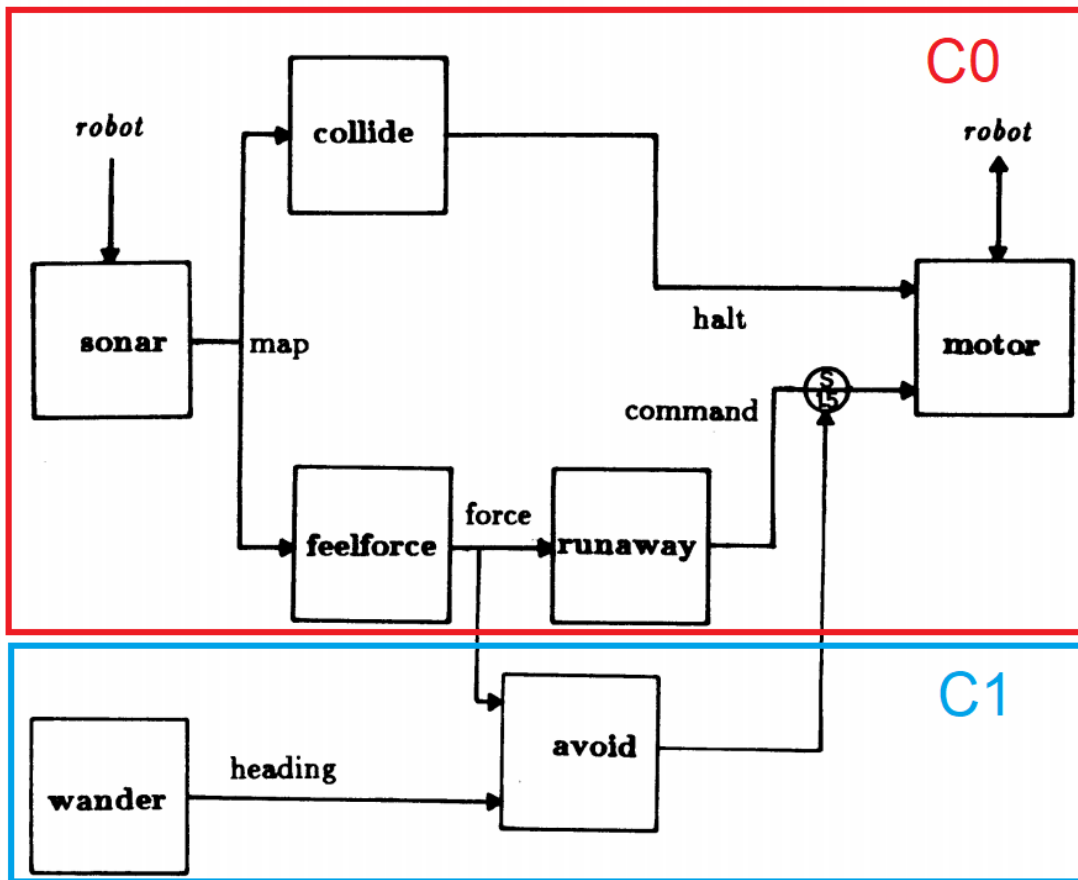 C0
robot
collide
robot
sonar
map
halt
motor
command
S
15
feelforce
force
runaway
C1
wander
heading
avoid